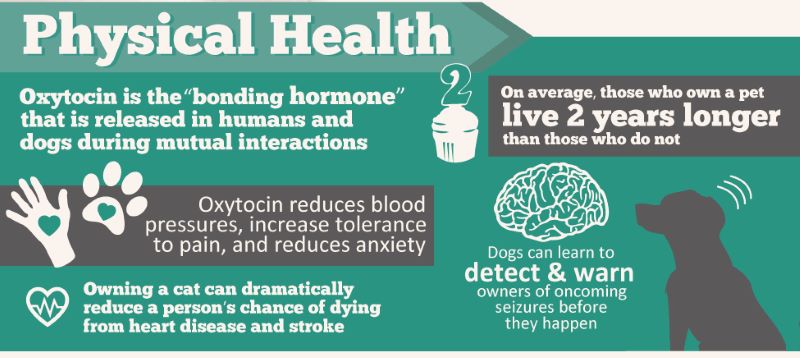 Physical Health
Oxytocin is the “bonding hormone”
that is released in humans and
dogs during mutual interactions
2
On average, those who own a pet
live 2 years longer
than those who do not
Oxytocin reduces blood
pressures, increase tolerance
to pain, and reduces anxiety
Dogs can learn to
detect & warn
owners of oncoming
seizures before
they happen
Owning a cat can dramatically
reduce a person's chance of dying
from heart disease and stroke